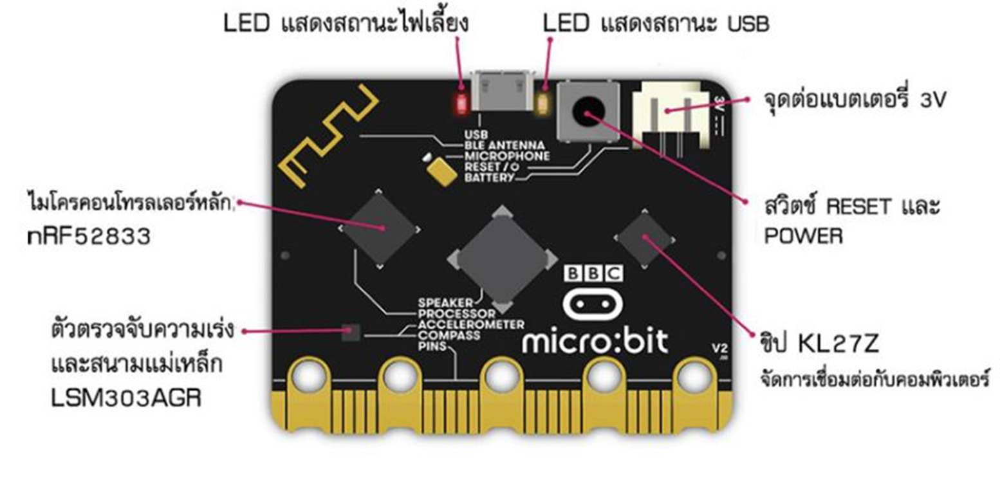 LED แสดงสถานะไฟเลี้ยง
LED แสดงสถานะ USB
จุดต่อแบตเตอรี่ 3V
3V
USB
BLE ANTENNA
MICROPHONE
RESET /
BATTERY
ไมโครคอนโทรลเลอร์หลัก
nRF52833
สวิตช์ RESET และ
POWER
BBC
SPEAKER
PROCESSOR
ACCELEROMETER
COMPASS
PINS
micro:bit
V2
ตัวตรวจจับความเร่ง
และสนามแม่เหล็ก
LSM303AGR
ชิป KL27Z
จัดการเชื่อมต่อกับคอมพิวเตอร์